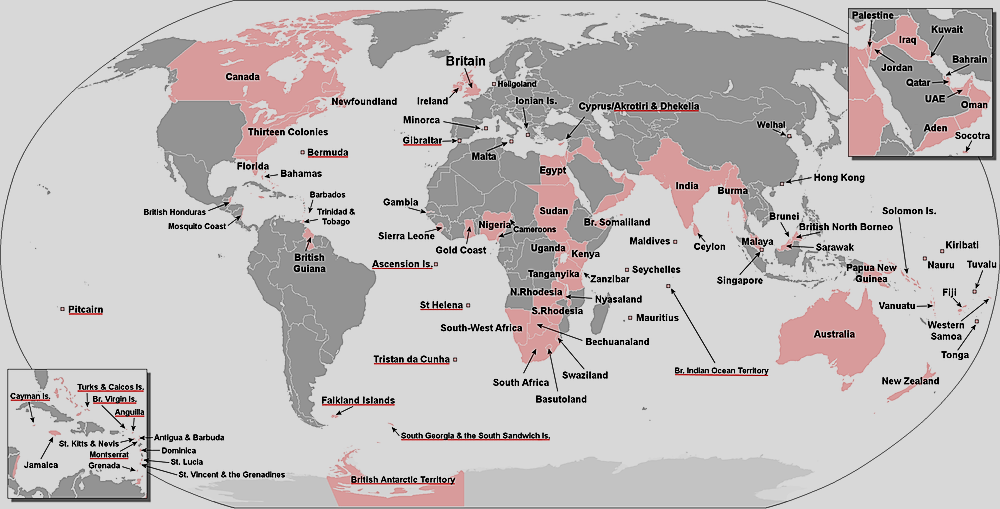 Palestine
Iraq
Kuwait
Jordan
Bahrain
Qatar
UAE
Oman
Aden
Socotra
Britain
Canada
Heligoland
Newfoundland
Ireland
Ionian Is.
Cyprus/Akrotiri & Dhekelia
Minorca
Weihai
Thirteen Colonies
Gibraltar
Bermuda
Malta
Florida
Bahamas
Egypt
Hong Kong
India
Burma
Barbados
Gambia
British Honduras
Trinidad &
Tobago
Sudan
Solomon Is.
Mosquito Coast
Nigeria
Br. Somaliland
Brunei
British North Borneo
Cameroons
Sierra Leone
Gold Coast
Maldives
Ceylon
Malaya
Sarawak
Uganda
Kenya
Kiribati
British
Guiana
Ascension Is.
Tanganyika
Zanzibar
Seychelles
Singapore
Papua New
Guinea
Nauru
Tuvalu
N.Rhodesia
Nyasaland
Fiji
St Helena
Pitcairn
S.Rhodesia
Mauritius
Vanuatu
South-West Africa
Australia
Western
Samoa
Bechuanaland
Tonga
Tristan da Cunha
Swaziland
Br. Indian Ocean Territory
South Africa
New Zealand
Basutoland
Falkland Islands
South Georgia & the South Sandwich Is.
British Antarctic Territory
Turks & Caicos Is.
Cayman Is.
Br. Virgin Is.
Anguilla
Antigua & Barbuda
St. Kitts & Nevis
Montserrat
Dominica
Jamaica
Grenada
St. Lucia
St. Vincent & the Grenadines